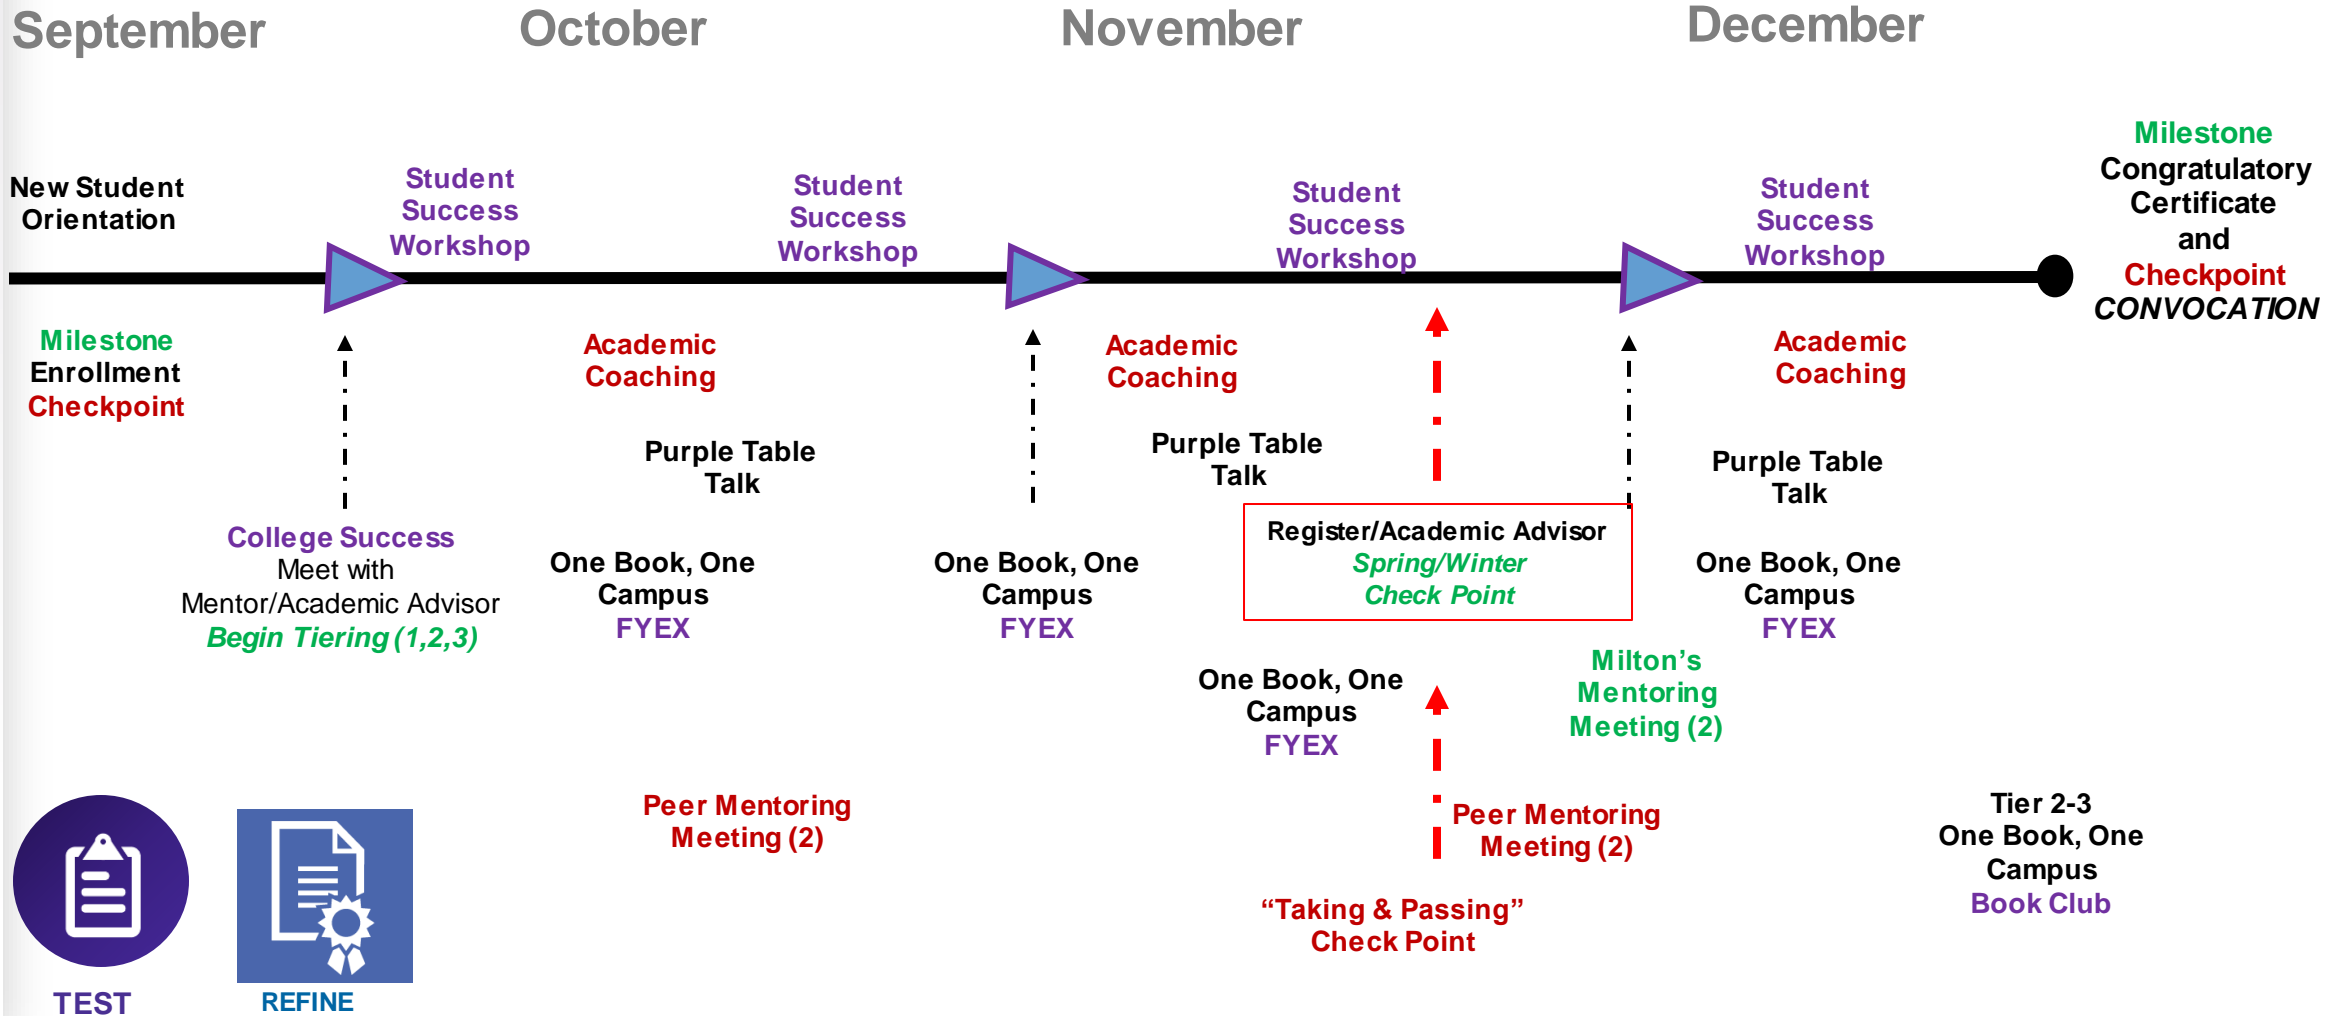 September
October
November
December
New Student
Orientation
Student
Success
Workshop
Student
Success
Workshop
Student
Success
Workshop
Student
Success
Workshop
Milestone
Congratulatory
Certificate
and
Checkpoint
CONVOCATION
Milestone
Enrollment
Checkpoint
Academic
Coaching
Academic
Coaching
Academic
Coaching
Purple Table
Talk
Purple Table
Talk
Purple Table
Talk
College Success
Meet with
Mentor/Academic Advisor
Begin Tiering (1,2,3)
One Book, One
Campus
FYEX
One Book, One
Campus
FYEX
Register/Academic Advisor
Spring/Winter
Check Point
One Book, One
Campus
FYEX
One Book, One
Campus
FYEX
Milton’s
Mentoring
Meeting (2)
Peer Mentoring
Meeting (2)
Peer Mentoring
Meeting (2)
Tier 2-3
One Book, One
Campus
Book Club
“Taking & Passing”
Check Point
TEST
REFINE